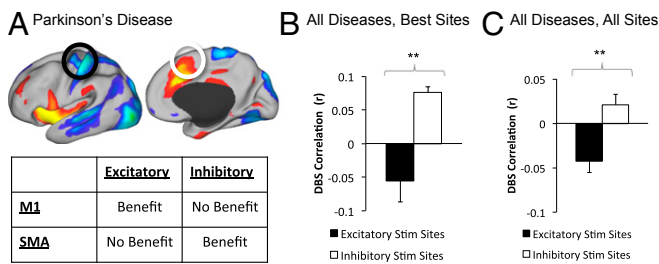 A Parkinson's Disease
Excitatory Inhibitory
M1 Benefit No Benefit
SMA No Benefit Benefit
B All Diseases, Best Sites
**
DBS Correlation (r)
0.1
0.05
0
-0.05
-0.1
Excitatory Stim Sites
Inhibitory Stim Sites
C All Diseases, All Sites
**
DBS Correlation (r)
0.05
0
-0.05
-0.1
Excitatory Stim Sites
Inhibitory Stim Sites